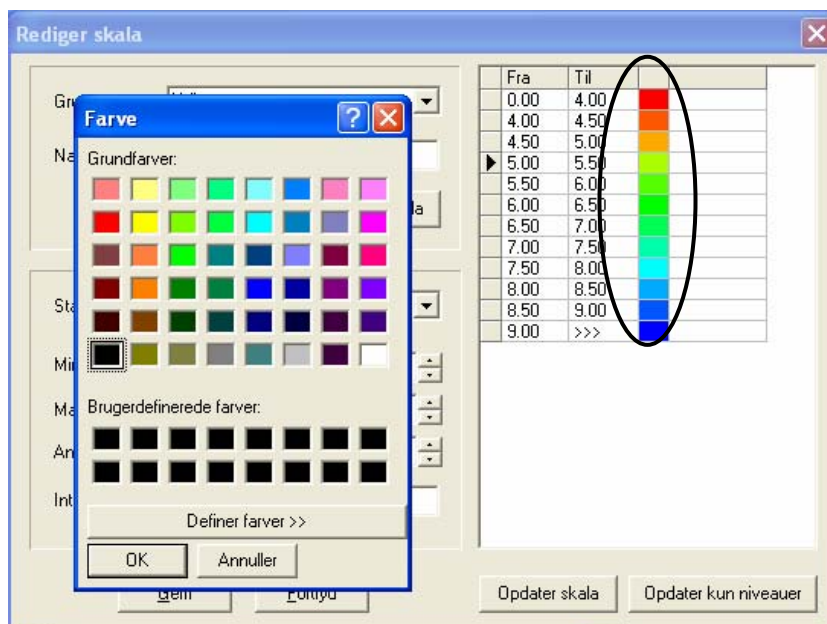 Rediger skala
Farve
Grundfarver:
Brugerdefinerede farver:
Definer farver >>
OK Annuller
Fra Til
0.00 4.00
4.00 4.50
4.50 5.00
5.00 5.50
5.50 6.00
6.00 6.50
6.50 7.00
7.00 7.50
7.50 8.00
8.00 8.50
8.50 9.00
9.00 >>>
Gem Fortryd
Opdater skala Opdater kun niveauer